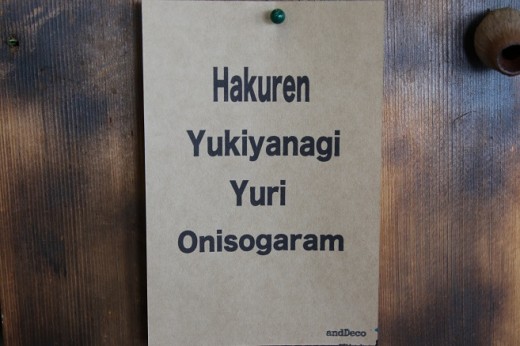 Hakuren
Yukiyanagi
Yuri
Onisogaram
andDeco